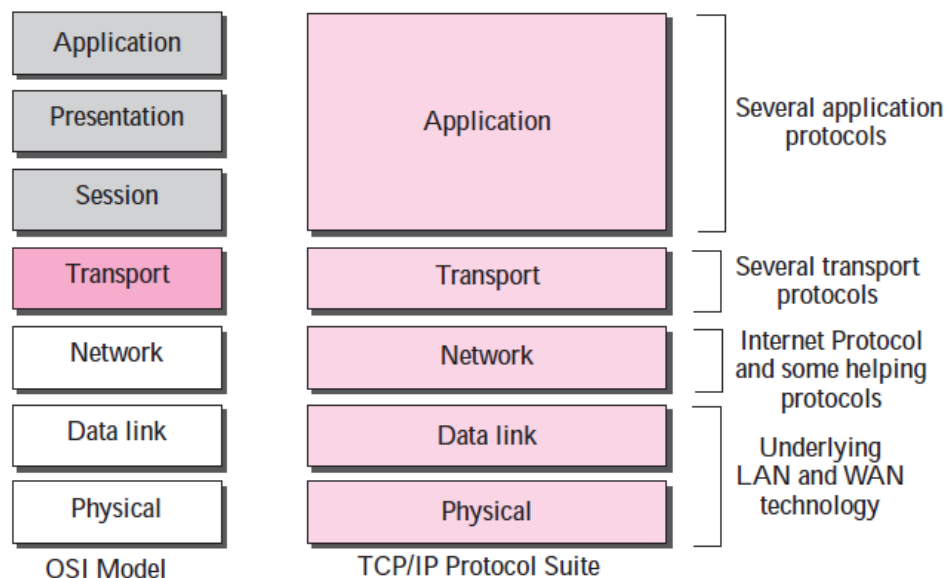 Application
Presentation
Session
Transport
Network
Data link
Physical
OSI Model
Application
Transport
Network
Data link
Physical
TCP/IP Protocol Suite
Several application
protocols
Several transport
protocols
Internet Protocol
and some helping
protocols
Underlying
LAN and WAN
technology